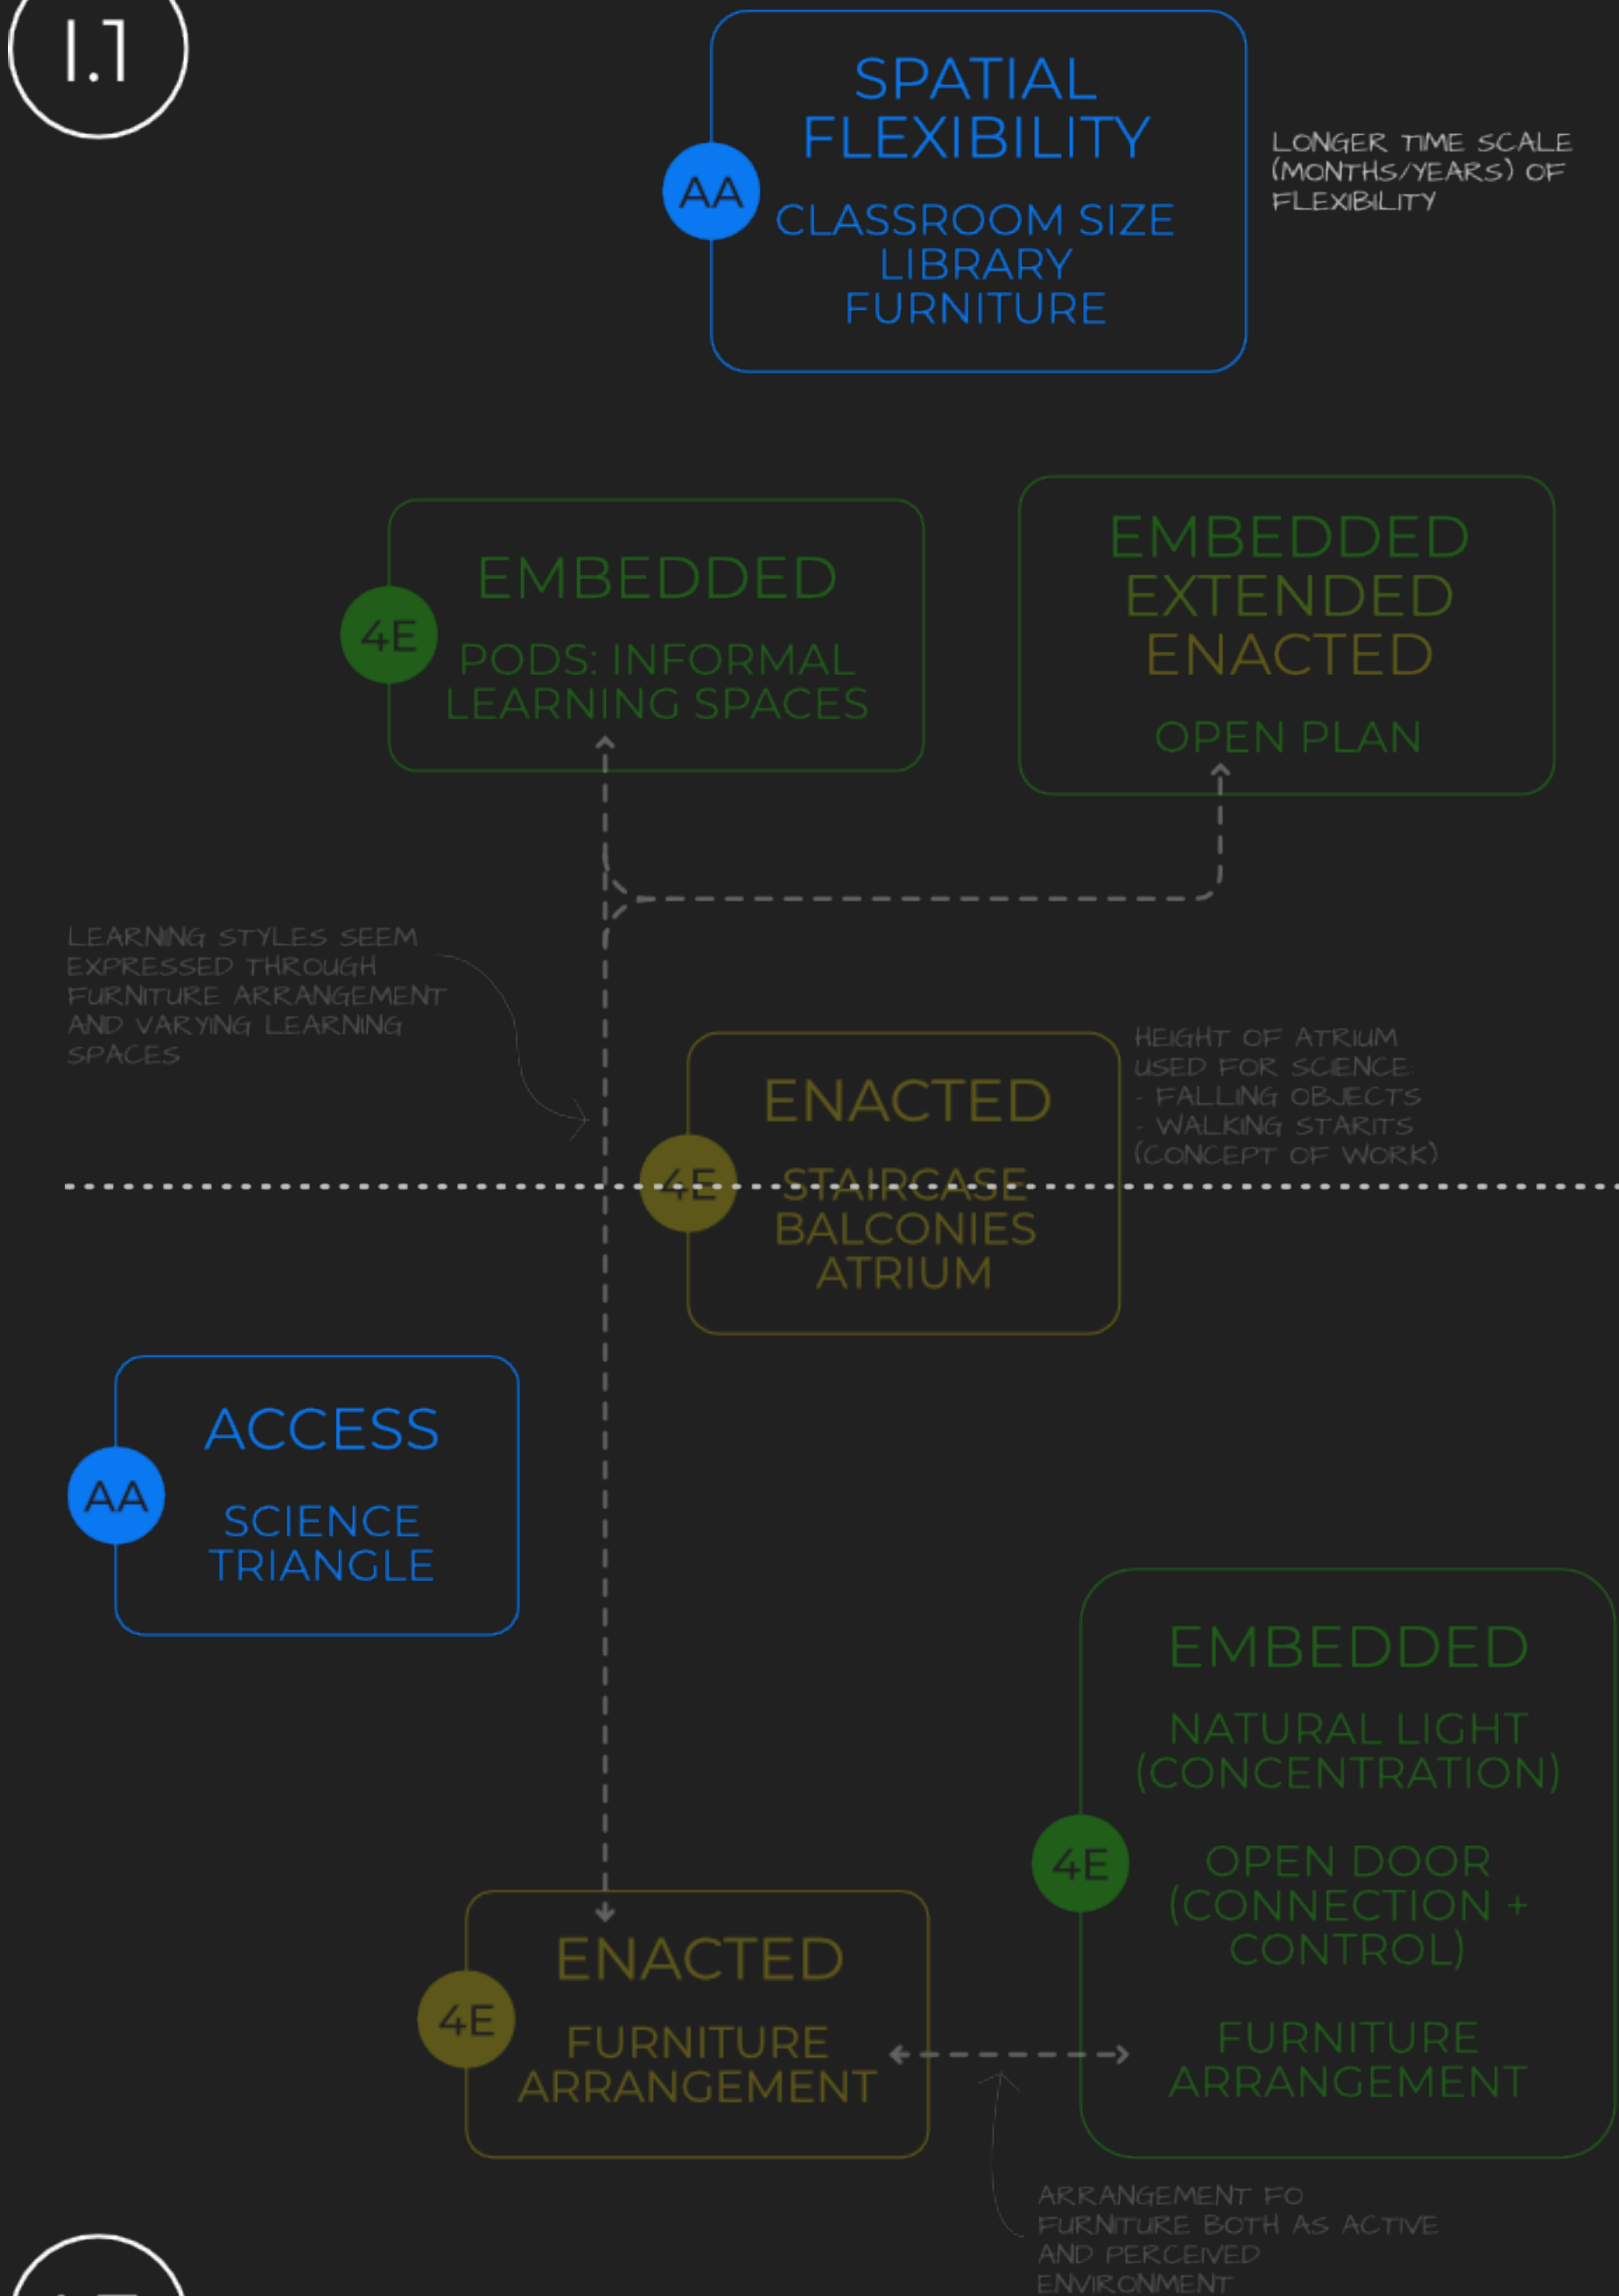 I.1
SPATIAL
FLEXIBILITY
AA
CLASSROOM SIZE
LIBRARY
FURNITURE
LONGER TIME SCALE
(MONTHS/YEARS) OF
FLEXIBILITY
EMBEDDED
4E
PODS: INFORMAL
LEARNING SPACES
EMBEDDED
EXTENDED
ENACTED
OPEN PLAN
LEARNING STYLES SEEM
EXPRESSED THROUGH
FURNITURE ARRANGEMENT
AND VARYING LEARNING
SPACES
ENACTED
4E
STAIRCASE
BALCONIES
ATRIUM
HEIGHT OF ATRIUM
USED FOR SCIENCE:
- FALLING OBJECTS
- WALKING STARITS
(CONCEPT OF WORK)
ACCESS
AA
SCIENCE
TRIANGLE
EMBEDDED
NATURAL LIGHT
(CONCENTRATION)
4E
OPEN DOOR
(CONNECTION +
CONTROL)
FURNITURE
ARRANGEMENT
ENACTED
4E
FURNITURE
ARRANGEMENT
ARRANGEMENT FO
FURNITURE BOTH AS ACTIVE
AND PERCEIVED
ENVIRONMENT